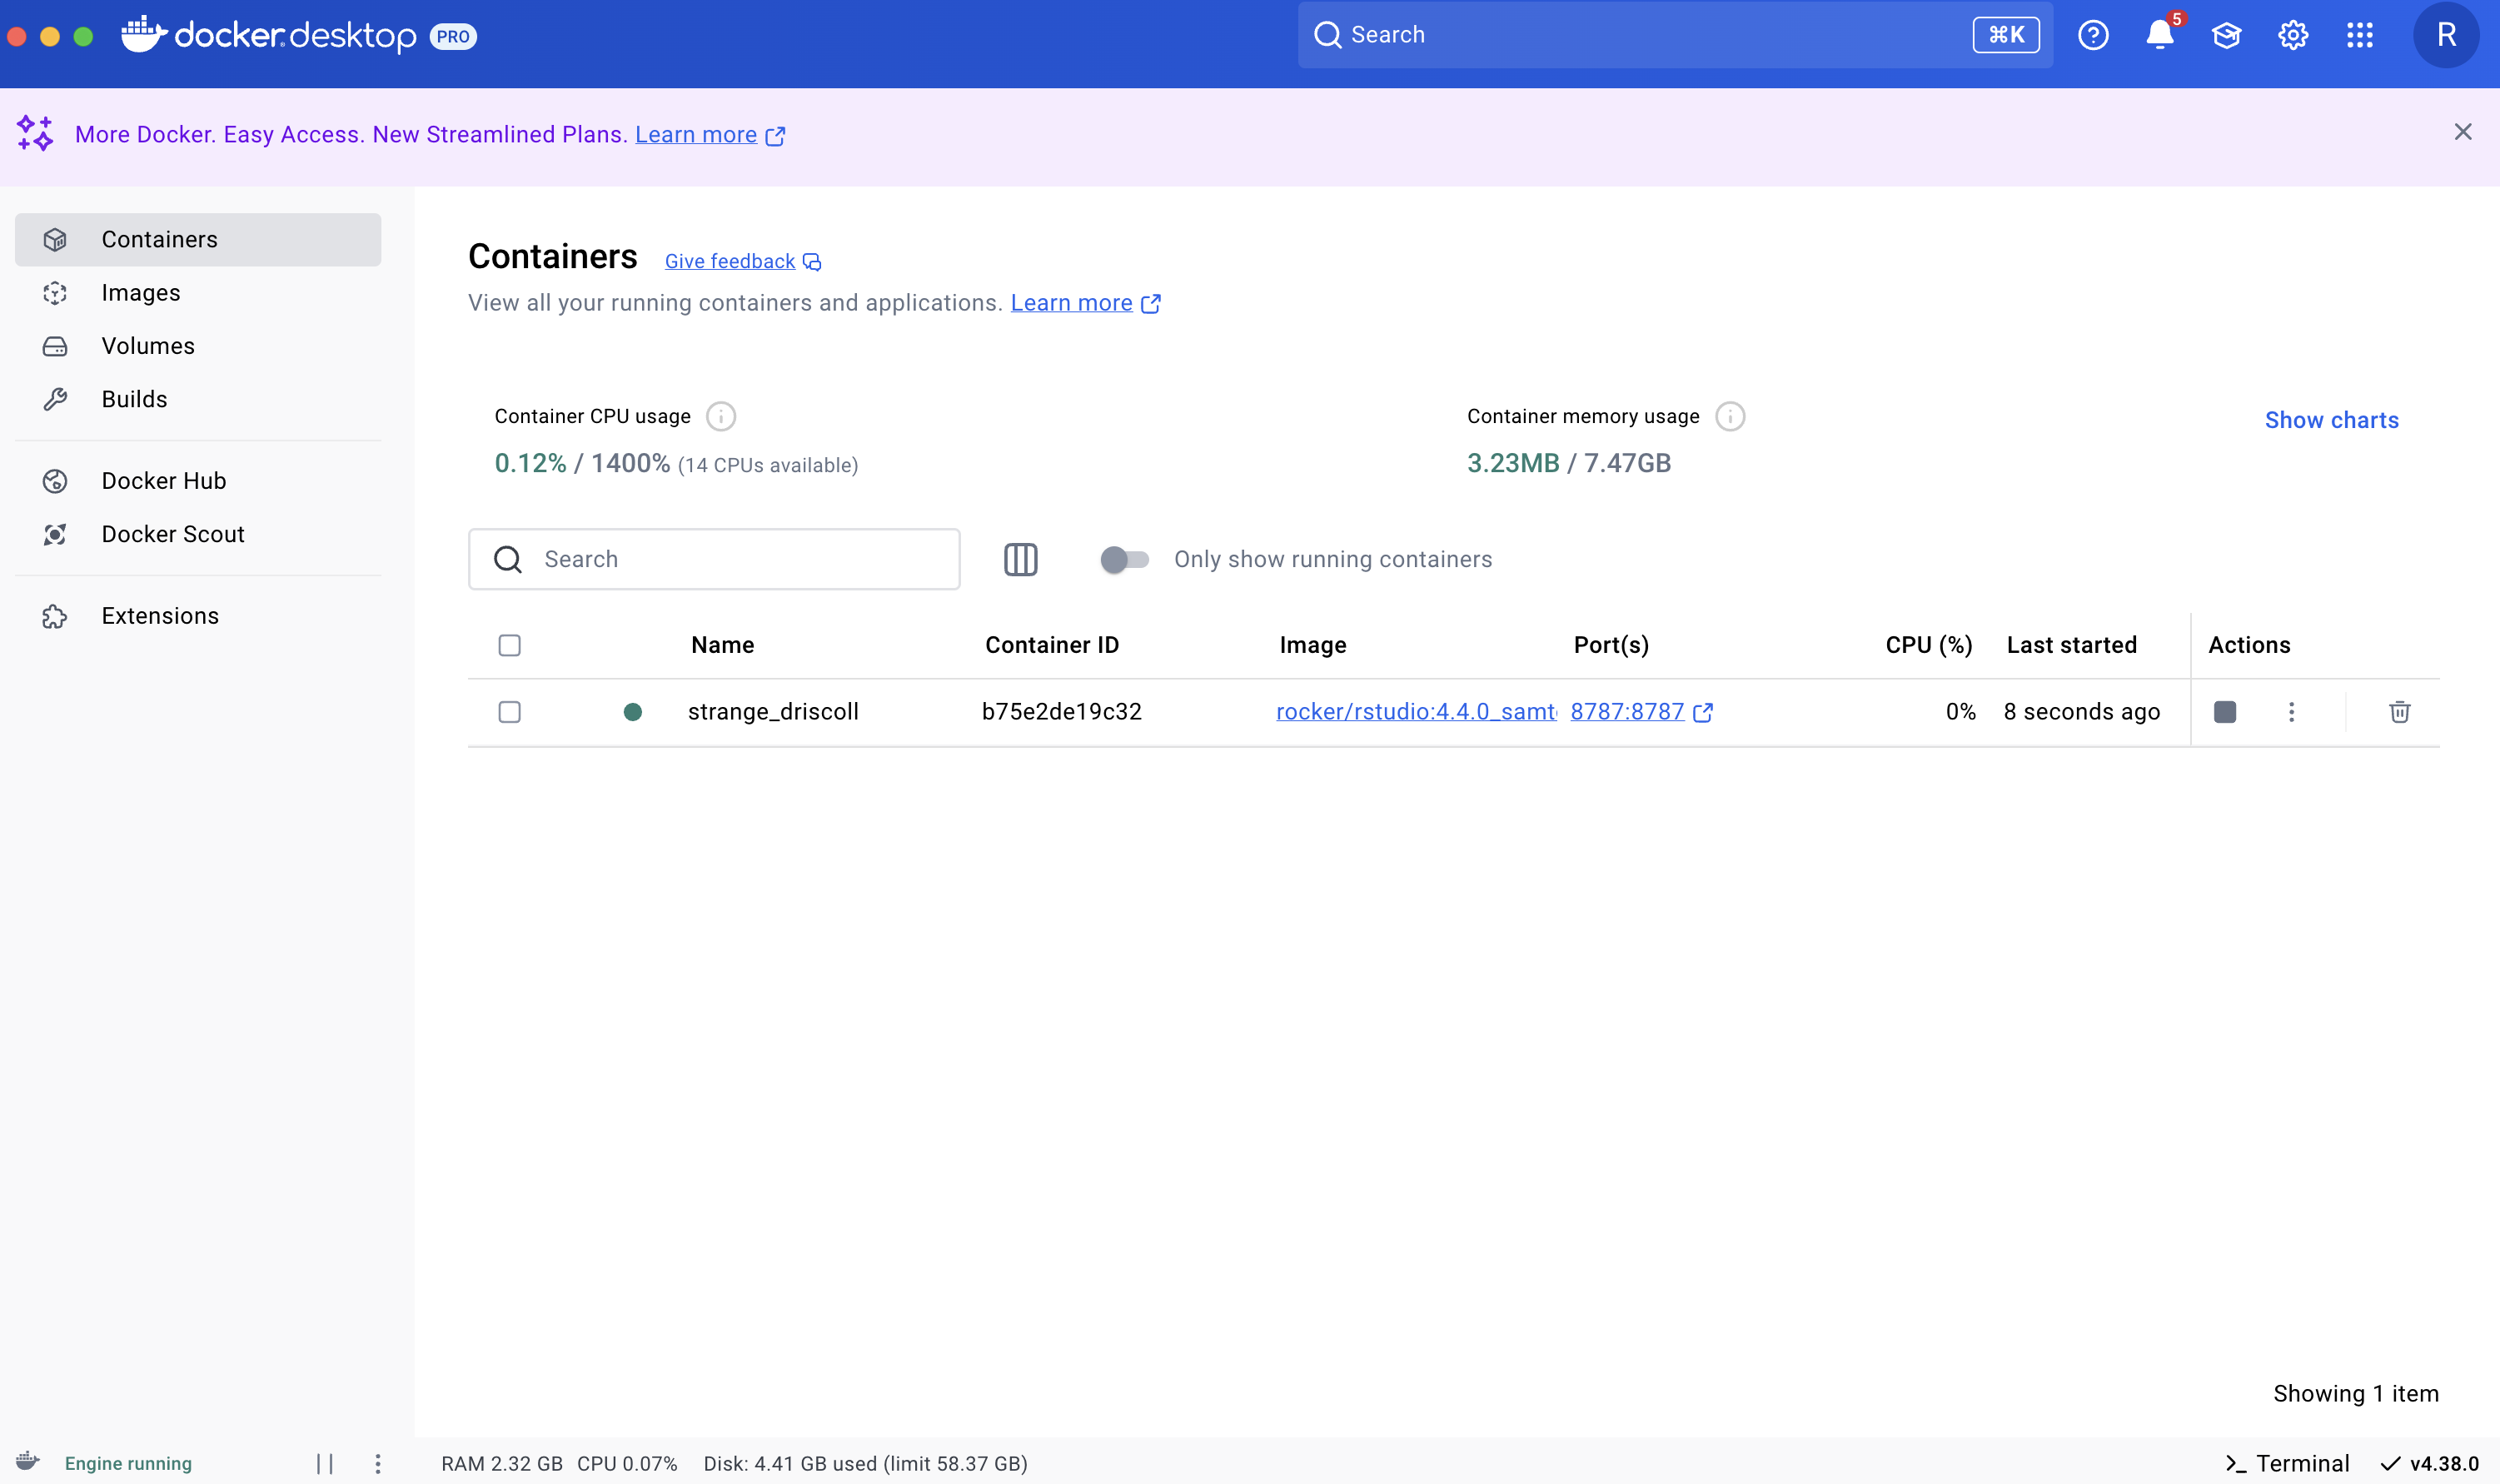 docker desktop PRO
Search ⌘K
5
R
More Docker. Easy Access. New Streamlined Plans. Learn more
Containers
Images
Volumes
Builds
Docker Hub
Docker Scout
Extensions
Containers Give feedback
View all your running containers and applications. Learn more
Container CPU usage
0.12% / 1400% (14 CPUs available)
Container memory usage
3.23MB / 7.47GB
Show charts
Search
Only show running containers
Name Container ID Image Port(s) CPU (%) Last started Actions
strange_driscoll b75e2de19c32 rocker/rstudio:4.4.0_samt 8787:8787 0% 8 seconds ago
Showing 1 item
Engine running
RAM 2.32 GB CPU 0.07% Disk: 4.41 GB used (limit 58.37 GB)
Terminal v4.38.0